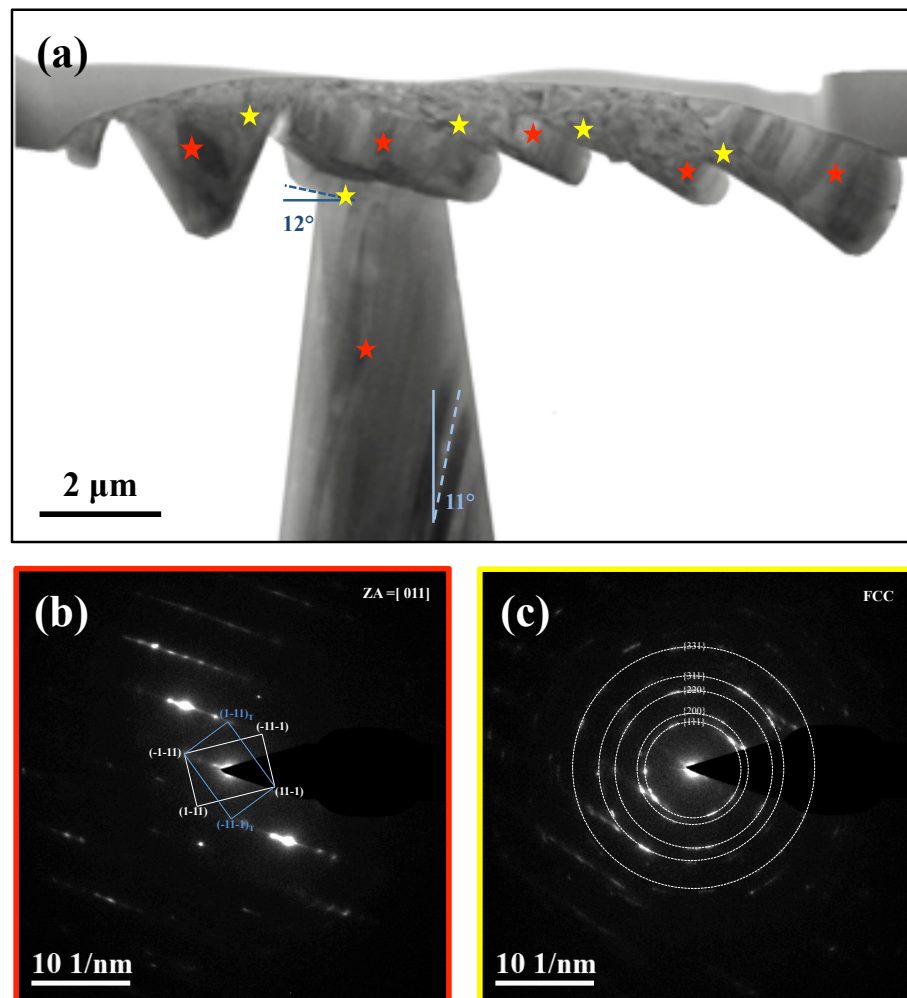 (a)
12°
2 μm
11°
(b)
ZA =[ 011]
(1-11)T
(-11-1)
(-1-11)
(11-1)
(1-11)
(-11-1)T
10 1/nm
(c)
FCC
{331}
{311}
{220}
{200}
{111}
10 1/nm